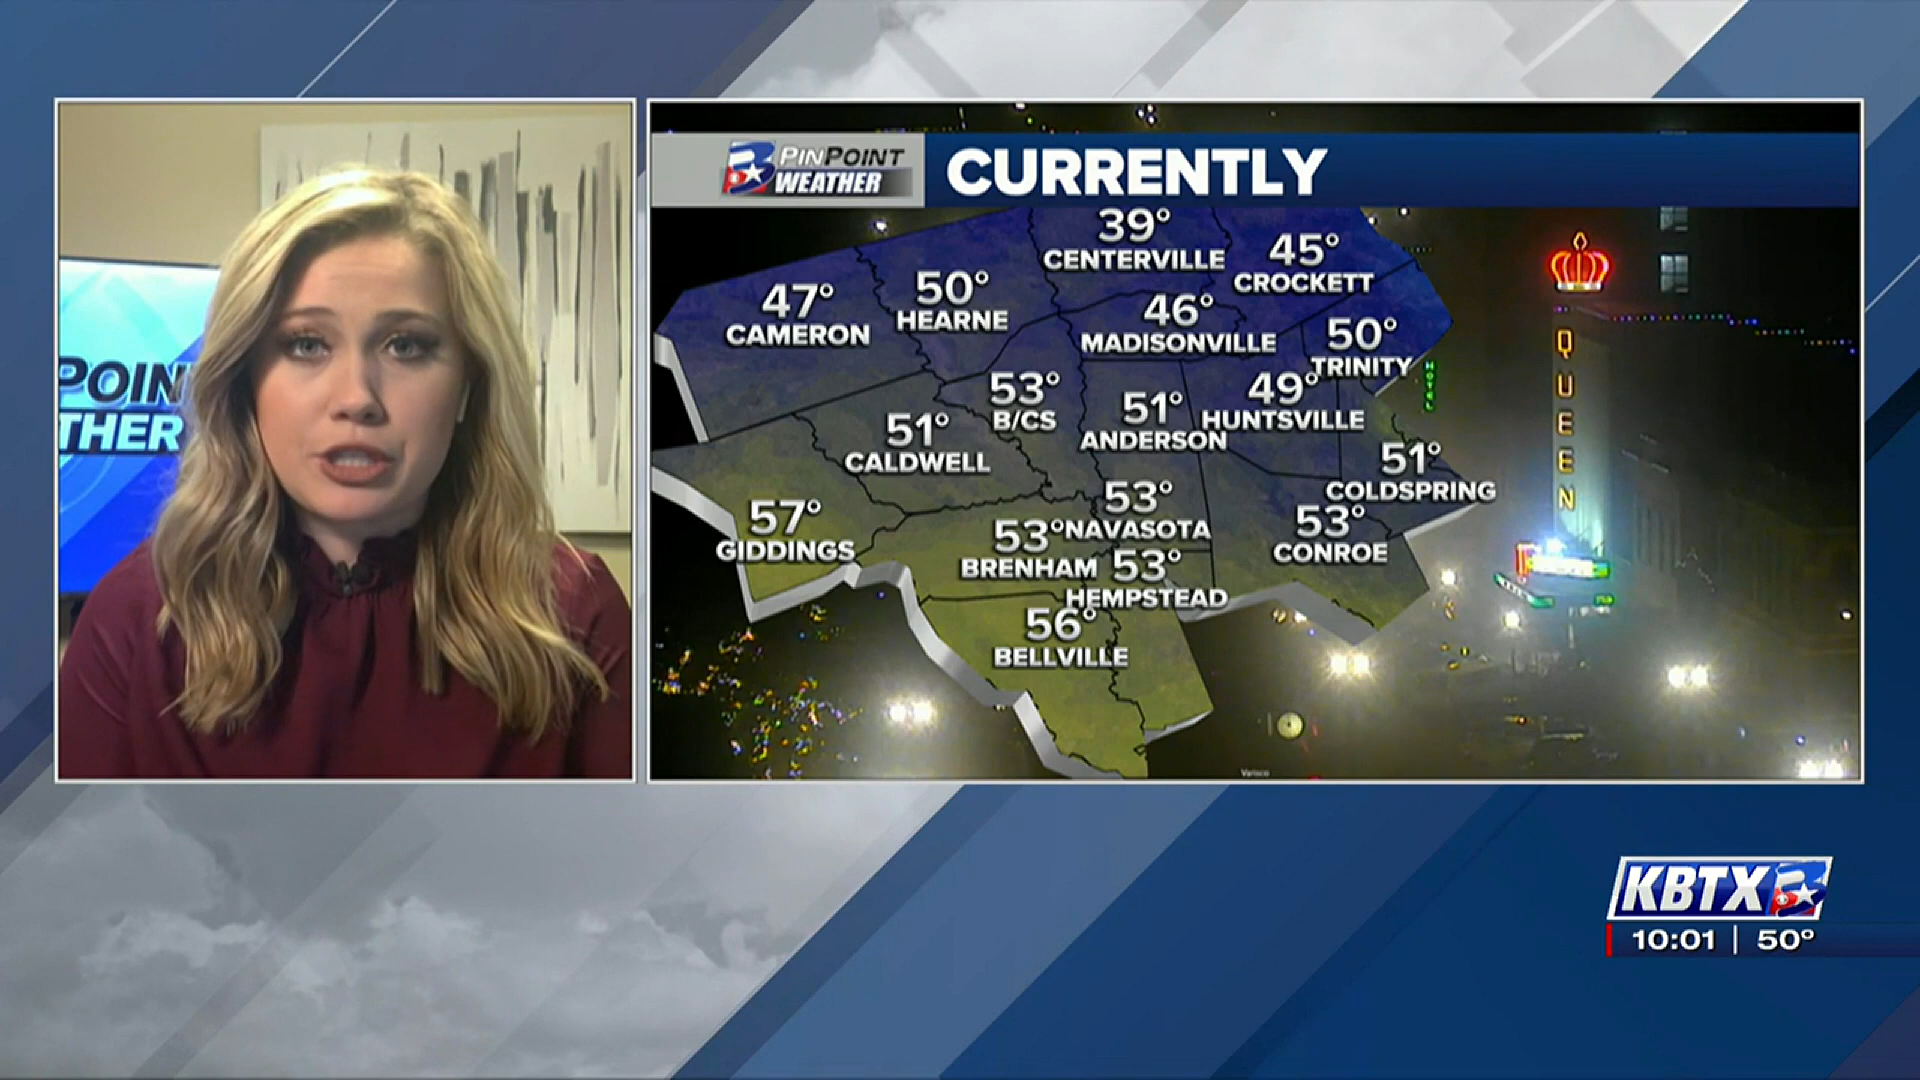 POIN
THER
PINPOINT
WEATHER
CURRENTLY
39°
CENTERVILLE
45°
CROCKETT
47°
CAMERON
50°
HEARNE
46°
MADISONVILLE
50°
TRINITY
53°
B/CS
51°
ANDERSON
49°
HUNTSVILLE
51°
CALDWELL
51°
COLDSPRING
57°
GIDDINGS
53°
NAVASOTA
53°
BRENHAM
53°
HEMPSTEAD
53°
CONROE
56°
BELLVILLE
HOTEL
QUEEN
KBTX
10:01 | 50°